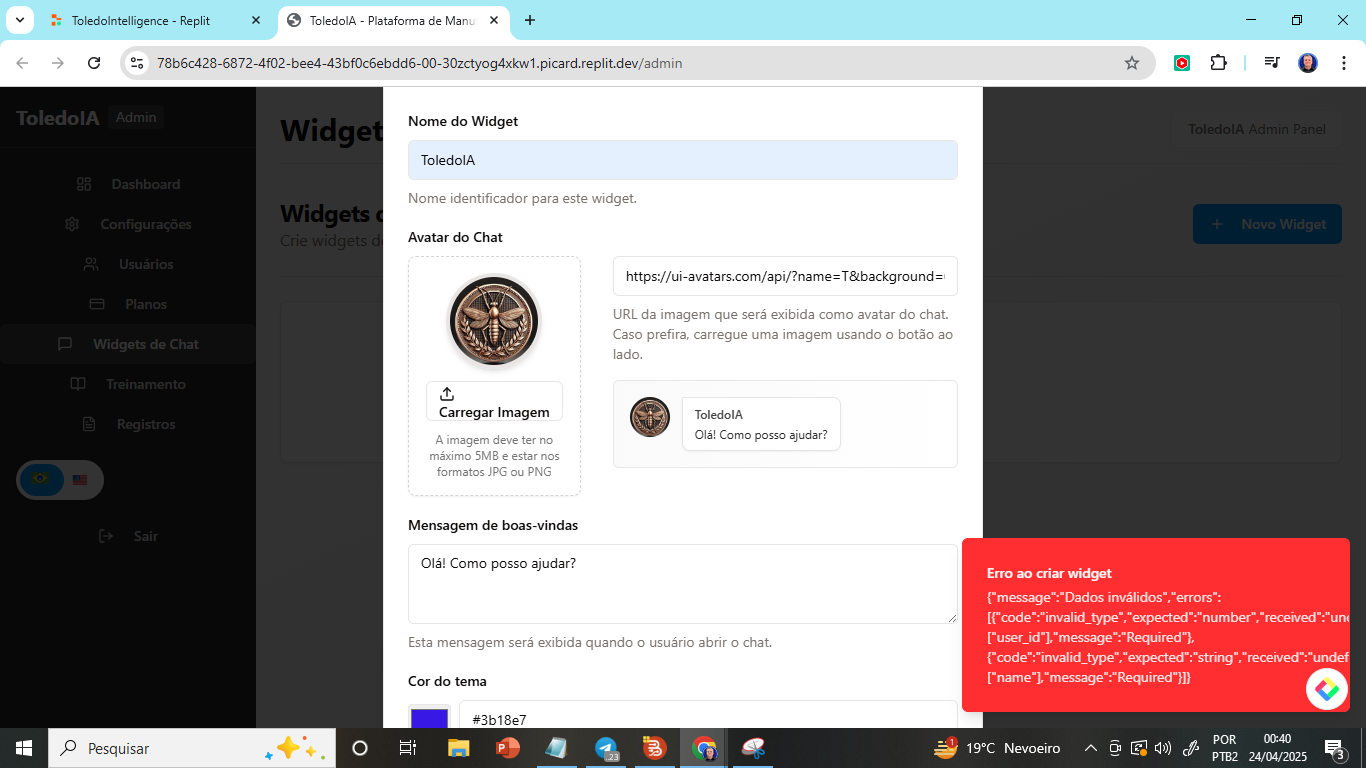 ToledoIntelligence - Replit
ToledoIA - Plataforma de Manu
78b6c428-6872-4f02-bee4-43bf0c6ebdd6-00-30zctyog4xkw1.picard.replit.dev/admin
ToledoIA Admin
Dashboard
Configurações
Usuários
Planos
Widgets de Chat
Treinamento
Registros
Sair
Widget
ToledoIA Admin Panel
Widgets d
Crie widgets de
Novo Widget
Nome do Widget
ToledoIA
Nome identificador para este widget.
Avatar do Chat
Carregar Imagem
A imagem deve ter no
máximo 5MB e estar nos
formatos JPG ou PNG
https://ui-avatars.com/api/?name=T&background=
URL da imagem que será exibida como avatar do chat.
Caso prefira, carregue uma imagem usando o botão ao
lado.
ToledoIA
Olá! Como posso ajudar?
Mensagem de boas-vindas
Olá! Como posso ajudar?
Esta mensagem será exibida quando o usuário abrir o chat.
Cor do tema
#3b18e7
Erro ao criar widget
{"message":"Dados inválidos","errors":
[{"code":"invalid_type","expected":"number","received":"und
["user_id"],"message":"Required"},
{"code":"invalid_type","expected":"string","received":"undef
["name"],"message":"Required"}]}
Pesquisar
23
1
19°C Nevoeiro
POR
PTB2
00:40
24/04/2025
3